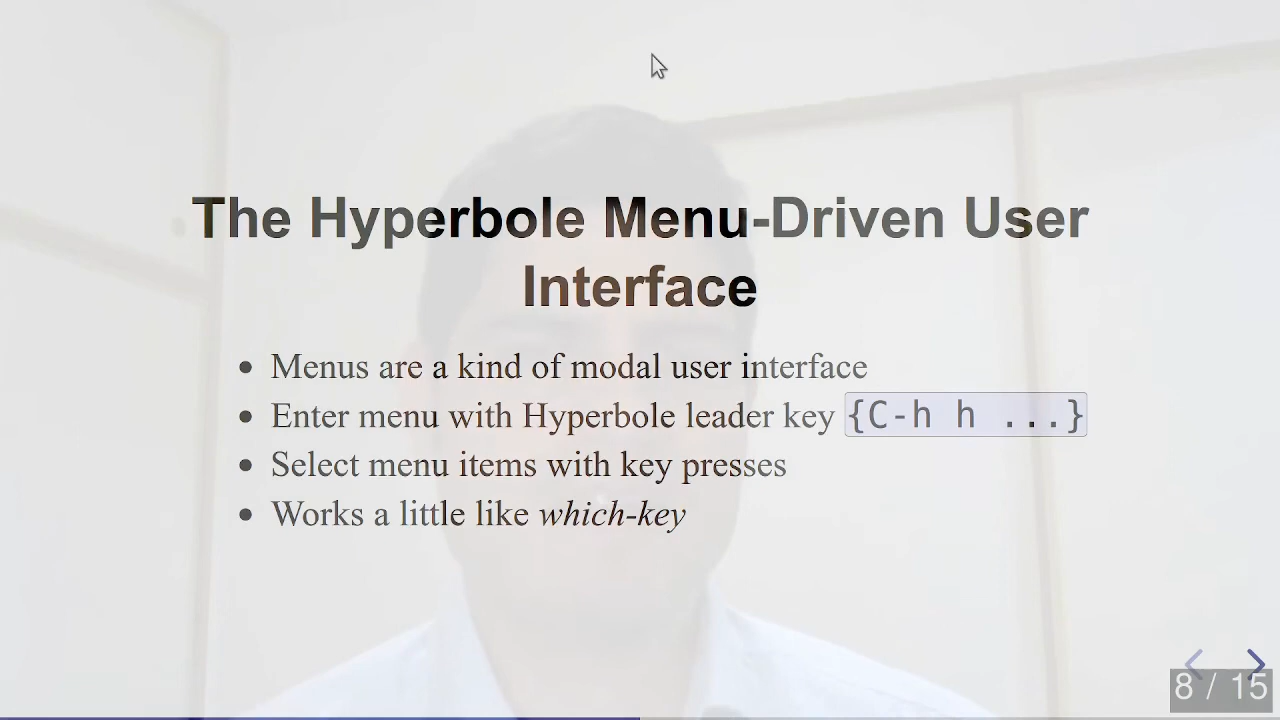 The Hyperbole Menu-Driven User
Interface
Menus are a kind of modal user interface
Enter menu with Hyperbole leader key {C-h h ...}
Select menu items with key presses
Works a little like which-key
8 / 15